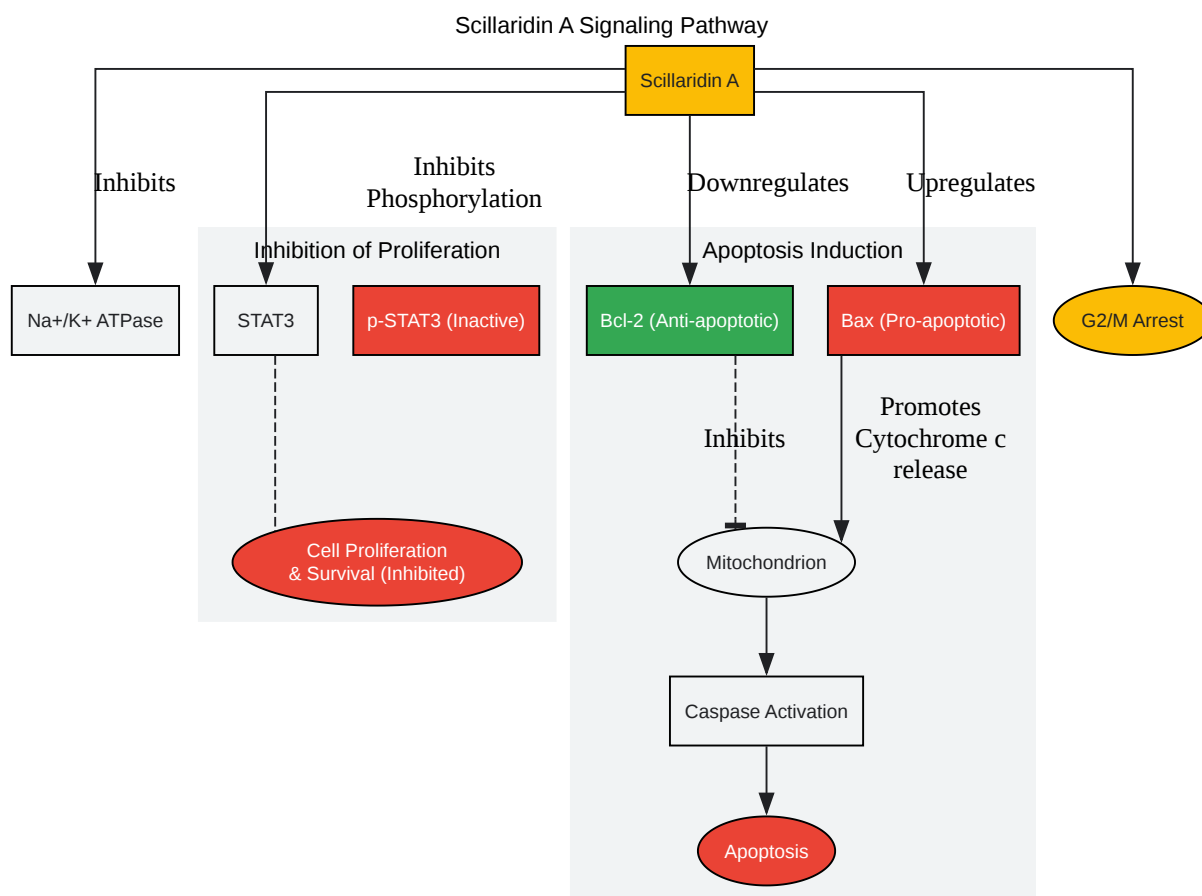 Scillaridin A Signaling Pathway
Scillaridin A
Inhibits
Inhibits
Phosphorylation
Downregulates
Upregulates
Inhibition of Proliferation
Apoptosis Induction
Na+/K+ ATPase
STAT3
p-STAT3 (Inactive)
Bcl-2 (Anti-apoptotic)
Bax (Pro-apoptotic)
G2/M Arrest
Inhibits
Promotes
Cytochrome c
release
Cell Proliferation
& Survival (Inhibited)
Mitochondrion
Caspase Activation
Apoptosis